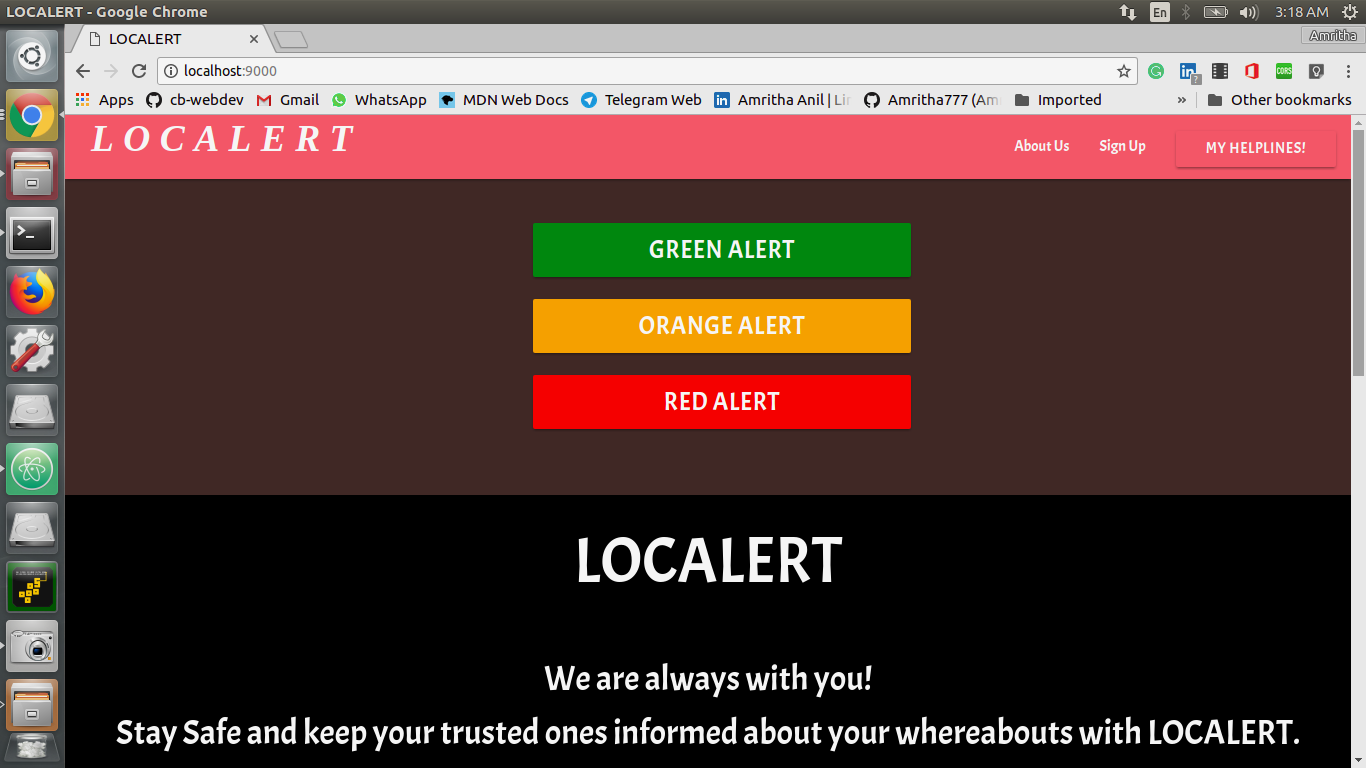 LOCALERT - Google Chrome
En
3:18 AM
LOCALERT
Amritha
localhost:9000
CORS
Apps
cb-webdev
Gmail
WhatsApp
MDN Web Docs
Telegram Web
Amritha Anil | Lin
Amritha777 (Am
Imported
»
Other bookmarks
LOCALERT
About Us
Sign Up
MY HELPLINES!
GREEN ALERT
ORANGE ALERT
RED ALERT
LOCALERT
We are always with you!
Stay Safe and keep your trusted ones informed about your whereabouts with LOCALERT.